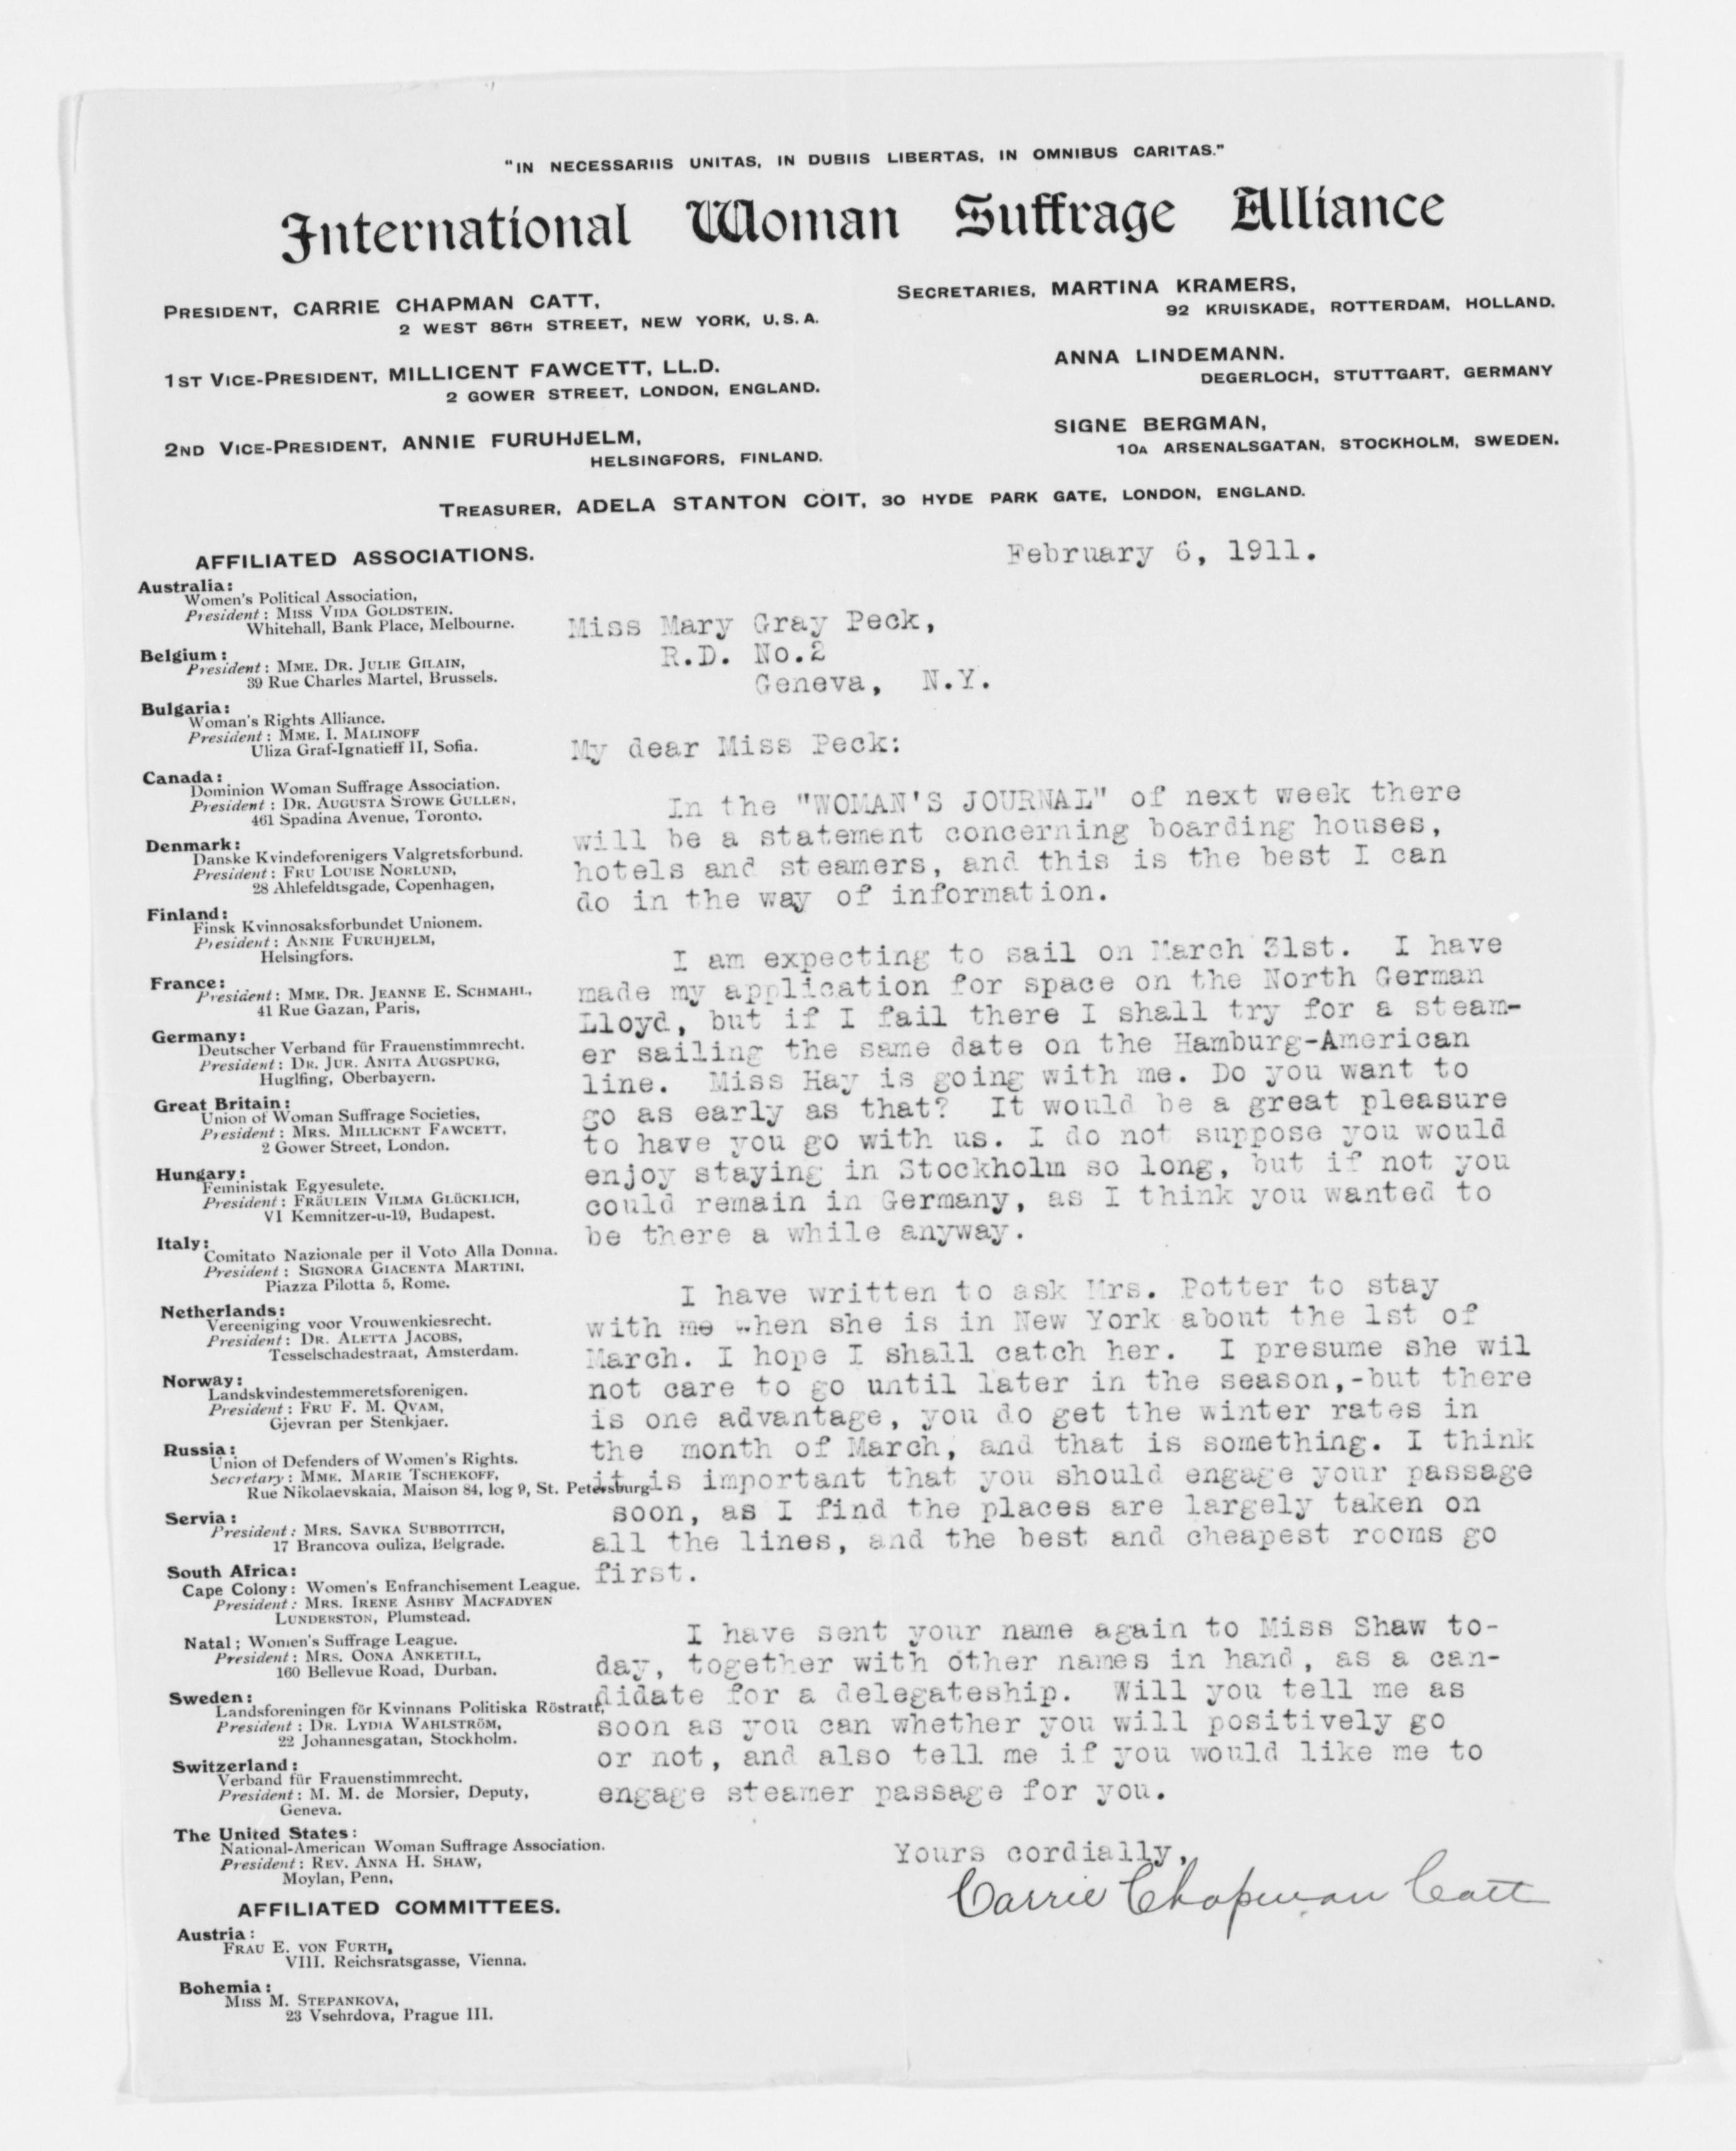 "IN NECESSARIIS UNITAS, IN DUBIIS LIBERTAS, IN OMNIBUS CARITAS."
International Woman Suffrage Alliance
PRESIDENT, CARRIE CHAPMAN CATT,
2 WEST 86TH STREET, NEW YORK, U.S.A.
1ST VICE-PRESIDENT, MILLICENT FAWCETT, LL.D.
2 GOWER STREET, LONDON, ENGLAND.
2ND VICE-PRESIDENT, ANNIE FURUHJELM,
HELSINGFORS, FINLAND.
SECRETARIES, MARTINA KRAMERS,
92 KRUISKADE, ROTTERDAM, HOLLAND.
ANNA LINDEMANN.
DEGERLOCH, STUTTGART, GERMANY
SIGNE BERGMAN,
10A ARSENALSGATAN, STOCKHOLM, SWEDEN.
TREASURER, ADELA STANTON COIT, 30 HYDE PARK GATE, LONDON, ENGLAND.
AFFILIATED ASSOCIATIONS.
Australia:
Women's Political Association,
President: MISS VIDA GOLDSTEIN.
Whitehall, Bank Place, Melbourne.
Belgium:
President: MME. DR. JULIE GILAIN,
39 Rue Charles Martel, Brussels.
Bulgaria:
Woman's Rights Alliance.
President: MME. I. MALINOFF
Uliza Graf-Ignatieff 11, Sofia.
Canada:
Dominion Woman Suffrage Association.
President: DR. AUGUSTA STOWE GULLEN,
461 Spadina Avenue, Toronto.
Denmark:
Danske Kvindeforenigers Valgretsforbund.
President: FRU LOUISE NORLUND,
28 Ahlefeldtsgade, Copenhagen,
Finland:
Finsk Kvinnosaksforbundet Unionem.
President: ANNIE FURUHJELM,
Helsingfors.
France:
President: MME. DR. JEANNE E. SCHMAHL,
41 Rue Gazan, Paris,
Germany:
Deutscher Verband für Frauenstimmrecht.
President: DR. JUR. ANITA AUGSPURG,
Huglfing, Oberbayern.
Great Britain:
Union of Woman Suffrage Societies,
President: MRS. MILLICENT FAWCETT,
2 Gower Street, London.
Hungary:
Feministak Egyesulete.
President: FRÄULEIN VILMA GLÜCKLICH,
VI Kemnitzer-u-19, Budapest.
Italy:
Comitato Nazionale per il Voto Alla Donna.
President: SIGNORA GIACENTA MARTINI,
Piazza Pilotta 5, Rome.
Netherlands:
Vereeniging voor Vrouwenkiesrecht.
President: DR. ALETTA JACOBS,
Tesselschadestraat, Amsterdam.
Norway:
Landskvindestemmeretsforenigen.
President: FRU F. M. QVAM,
Gjevran per Stenkjaer.
Russia:
Union of Defenders of Women's Rights.
Secretary: MME. MARIE TSCHEKOFF,
Rue Nikolaevskaia, Maison 84, log 9, St. Petersburg
Servia:
President: MRS. SAVKA SUBBOTITCH,
17 Brancova ouliza, Belgrade.
South Africa:
Cape Colony: Women's Enfranchisement League.
President: MRS. IRENE ASHBY MACFADYEN
LUNDERSTON, Plumstead.
Natal; Women's Suffrage League.
President: MRS. OONA ANKETILL,
160 Bellevue Road, Durban.
Sweden:
Landsforeningen för Kvinnans Politiska Röstratt,
President: DR. LYDIA WAHLSTRÖM,
22 Johannesgatan, Stockholm.
Switzerland:
Verband für Frauenstimmrecht.
President: M. M. de Morsier, Deputy,
Geneva.
The United States:
National-American Woman Suffrage Association.
President: REV. ANNA H. SHAW,
Moylan, Penn,
AFFILIATED COMMITTEES.
Austria:
FRAU E. VON FURTH,
VIII. Reichsratsgasse, Vienna.
Bohemia:
MISS M. STEPANKOVA,
23 Vsehrdova, Prague III.
February 6, 1911.
Miss Mary Gray Peck,
R.D. No.2
Geneva, N.Y.
My dear Miss Peck:
In the "WOMAN'S JOURNAL" of next week there
will be a statement concerning boarding houses,
hotels and steamers, and this is the best I can
do in the way of information.
I am expecting to sail on March 31st. I have
made my application for space on the North German
Lloyd, but if I fail there I shall try for a steam-
er sailing the same date on the Hamburg-American
line. Miss Hay is going with me. Do you want to
go as early as that? It would be a great pleasure
to have you go with us. I do not suppose you would
enjoy staying in Stockholm so long, but if not you
could remain in Germany, as I think you wanted to
be there a while anyway.
I have written to ask Mrs. Potter to stay
with me when she is in New York about the 1st of
March. I hope I shall catch her. I presume she wil
not care to go until later in the season,-but there
is one advantage, you do get the winter rates in
the month of March, and that is something. I think
it is important that you should engage your passage
soon, as I find the places are largely taken on
all the lines, and the best and cheapest rooms go
first.
I have sent your name again to Miss Shaw to-
day, together with other names in hand, as a can-
didate for a delegateship. Will you tell me as
soon as you can whether you will positively go
or not, and also tell me if you would like me to
engage steamer passage for you.
Yours cordially,
Carrie Chapman Catt